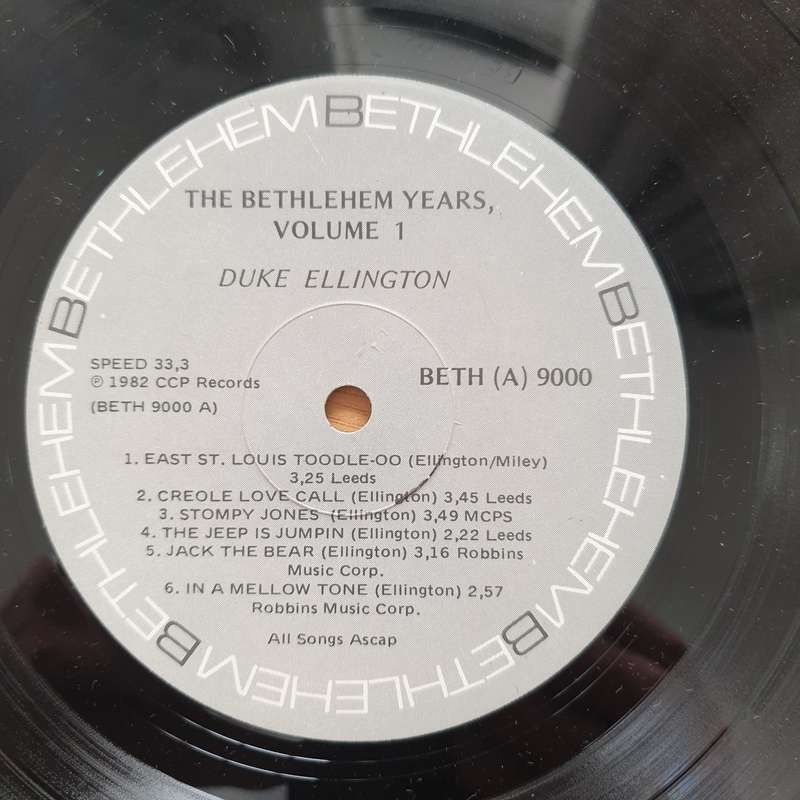 BETHLEHEM BETHLEHEM BETHLEHEM BETHLEHEM BETHLEHEM
THE BETHLEHEM YEARS,
VOLUME 1
DUKE ELLINGTON
SPEED 33,3
℗ 1982 CCP Records
BETH (A) 9000
(BETH 9000 A)
1. EAST ST. LOUIS TOODLE-OO (Ellington/Miley)
3,25 Leeds
2. CREOLE LOVE CALL (Ellington) 3,45 Leeds
3. STOMPY JONES (Ellington) 3,49 MCPS
4. THE JEEP IS JUMPIN (Ellington) 2,22 Leeds
5. JACK THE BEAR (Ellington) 3,16 Robbins
Music Corp.
6. IN A MELLOW TONE (Ellington) 2,57
Robbins Music Corp.
All Songs Ascap